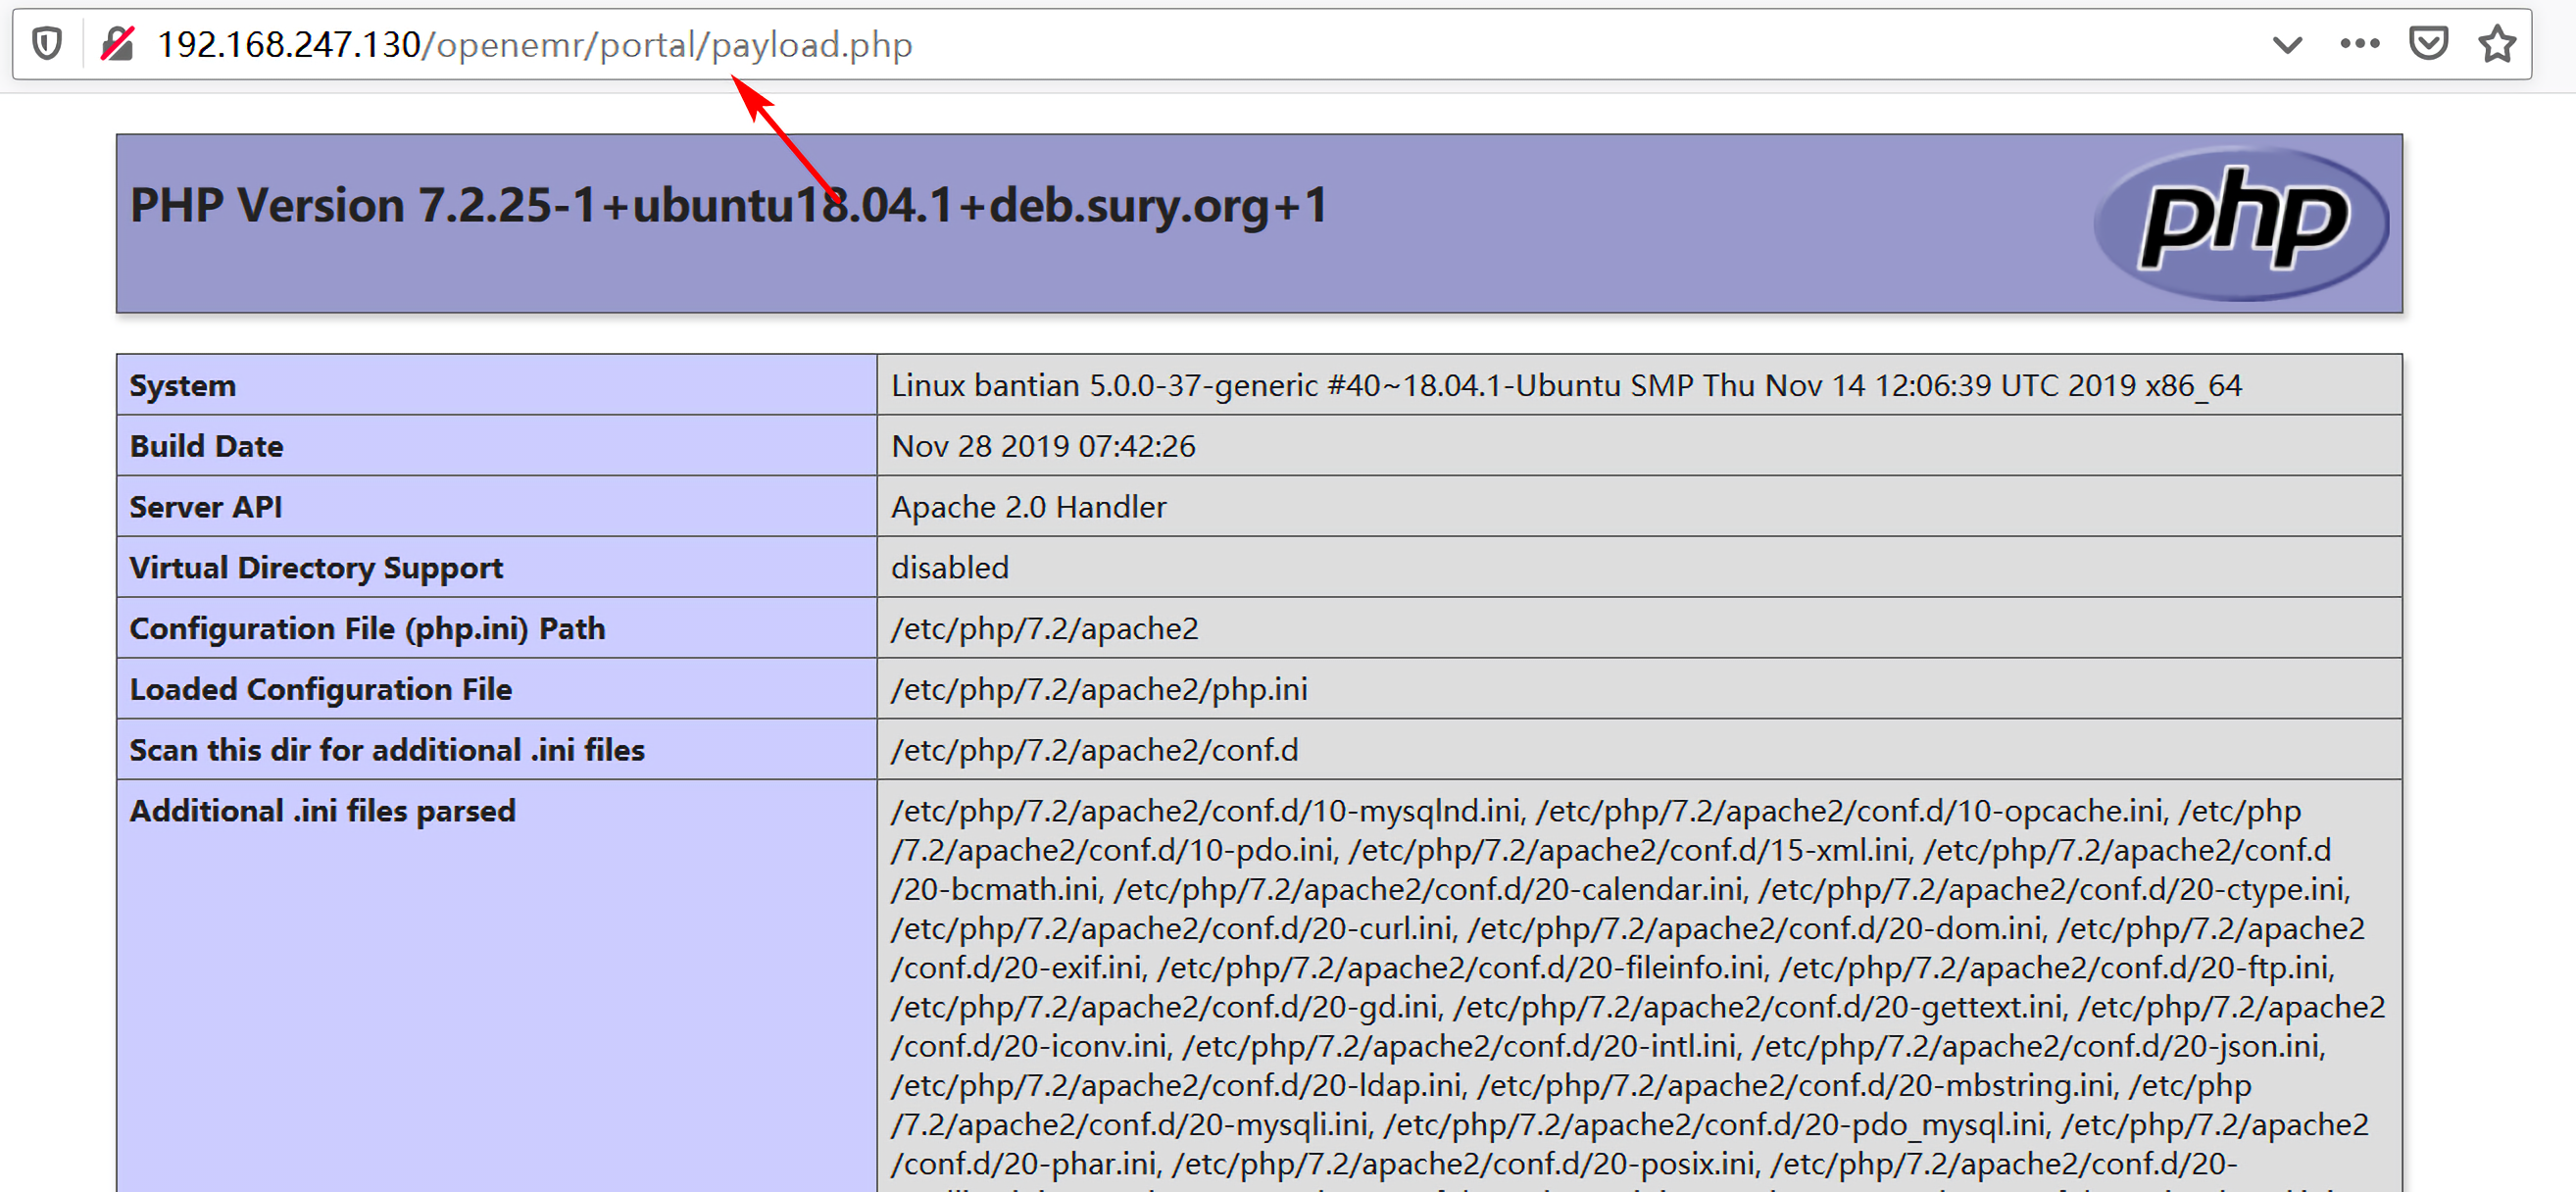 192.168.247.130/openemr/portal/payload.php
PHP Version 7.2.25-1+ubuntu18.04.1+deb.sury.org+1
php
System Linux bantian 5.0.0-37-generic #40~18.04.1-Ubuntu SMP Thu Nov 14 12:06:39 UTC 2019 x86_64
Build Date Nov 28 2019 07:42:26
Server API Apache 2.0 Handler
Virtual Directory Support disabled
Configuration File (php.ini) Path /etc/php/7.2/apache2
Loaded Configuration File /etc/php/7.2/apache2/php.ini
Scan this dir for additional .ini files /etc/php/7.2/apache2/conf.d
Additional .ini files parsed /etc/php/7.2/apache2/conf.d/10-mysqlnd.ini, /etc/php/7.2/apache2/conf.d/10-opcache.ini, /etc/php
/7.2/apache2/conf.d/10-pdo.ini, /etc/php/7.2/apache2/conf.d/15-xml.ini, /etc/php/7.2/apache2/conf.d
/20-bcmath.ini, /etc/php/7.2/apache2/conf.d/20-calendar.ini, /etc/php/7.2/apache2/conf.d/20-ctype.ini,
/etc/php/7.2/apache2/conf.d/20-curl.ini, /etc/php/7.2/apache2/conf.d/20-dom.ini, /etc/php/7.2/apache2
/conf.d/20-exif.ini, /etc/php/7.2/apache2/conf.d/20-fileinfo.ini, /etc/php/7.2/apache2/conf.d/20-ftp.ini,
/etc/php/7.2/apache2/conf.d/20-gd.ini, /etc/php/7.2/apache2/conf.d/20-gettext.ini, /etc/php/7.2/apache2
/conf.d/20-iconv.ini, /etc/php/7.2/apache2/conf.d/20-intl.ini, /etc/php/7.2/apache2/conf.d/20-json.ini,
/etc/php/7.2/apache2/conf.d/20-ldap.ini, /etc/php/7.2/apache2/conf.d/20-mbstring.ini, /etc/php
/7.2/apache2/conf.d/20-mysqli.ini, /etc/php/7.2/apache2/conf.d/20-pdo_mysql.ini, /etc/php/7.2/apache2
/conf.d/20-phar.ini, /etc/php/7.2/apache2/conf.d/20-posix.ini, /etc/php/7.2/apache2/conf.d/20-